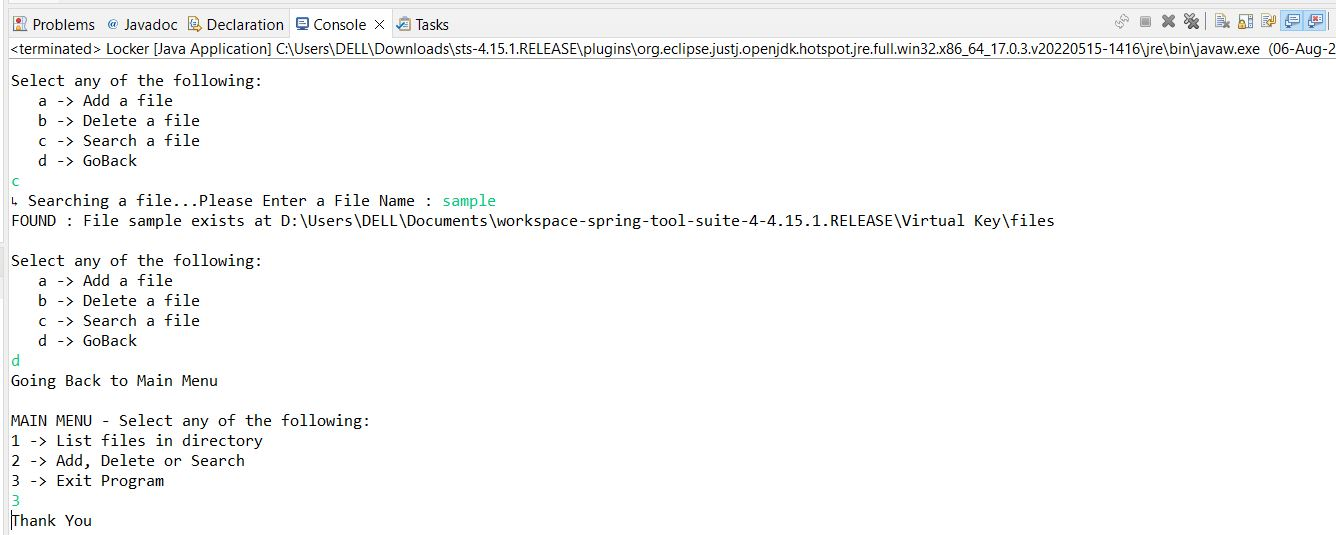 Problems @ Javadoc Declaration Console Tasks
<terminated> Locker [Java Application] C:\Users\DELL\Downloads\sts-4.15.1.RELEASE\plugins\org.eclipse.justj.openjdk.hotspot.jre.full.win32.x86_64_17.0.3.v20220515-1416\jre\bin\javaw.exe (06-Aug-2
Select any of the following:
a -> Add a file
b -> Delete a file
c -> Search a file
d -> GoBack
c
↳ Searching a file...Please Enter a File Name : sample
FOUND : File sample exists at D:\Users\DELL\Documents\workspace-spring-tool-suite-4-4.15.1.RELEASE\Virtual Key\files
Select any of the following:
a -> Add a file
b -> Delete a file
c -> Search a file
d -> GoBack
d
Going Back to Main Menu
MAIN MENU - Select any of the following:
1 -> List files in directory
2 -> Add, Delete or Search
3 -> Exit Program
3
Thank You